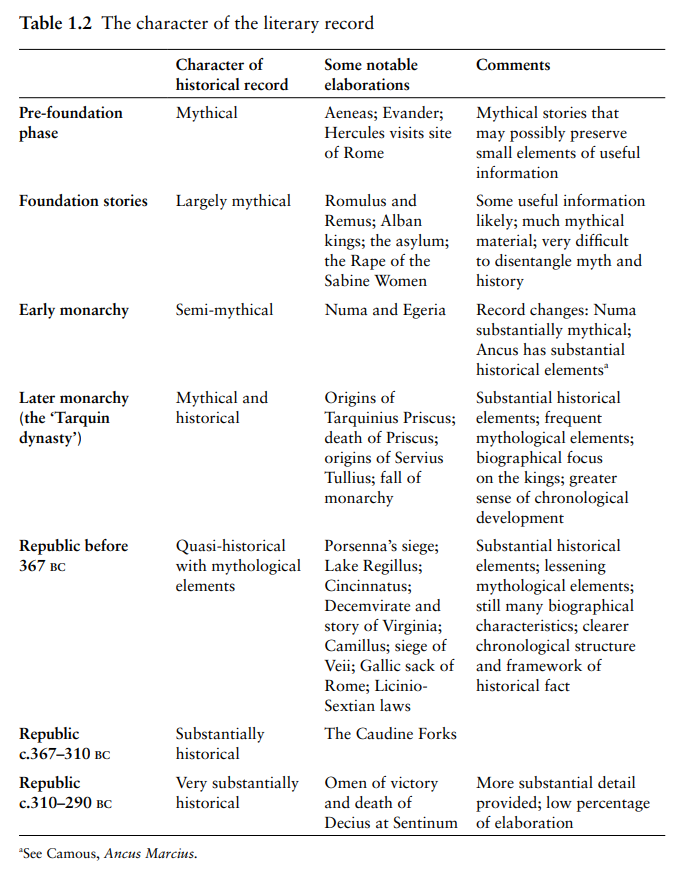 Table 1.2 The character of the literary record
Character of historical record
Some notable elaborations
Comments
Pre-foundation phase
Mythical
Aeneas; Evander;
Hercules visits site
of Rome
Mythical stories that
may possibly preserve
small elements of useful
information
Foundation stories
Largely mythical
Romulus and
Remus; Alban
kings; the asylum;
the Rape of the
Sabine Women
Some useful information
likely; much mythical
material; very difficult
to disentangle myth and
history
Early monarchy
Semi-mythical
Numa and Egeria
Record changes: Numa
substantially mythical;
Ancus has substantial
historical elementsᵃ
Later monarchy
(the ‘Tarquin
dynasty’)
Mythical and
historical
Origins of
Tarquinius Priscus;
death of Priscus;
origins of Servius
Tullius; fall of
monarchy
Substantial historical
elements; frequent
mythological elements;
biographical focus
on the kings; greater
sense of chronological
development
Republic before
367 BC
Quasi-historical
with mythological
elements
Porsenna’s siege;
Lake Regillus;
Cincinnatus;
Decemvirate and
story of Virginia;
Camillus; siege of
Veii; Gallic sack of
Rome; Licinio-
Sextian laws
Substantial historical
elements; lessening
mythological elements;
still many biographical
characteristics; clearer
chronological structure
and framework of
historical fact
Republic
c.367–310 BC
Substantially
historical
The Caudine Forks
Republic
c.310–290 BC
Very substantially
historical
Omen of victory
and death of
Decius at Sentinum
More substantial detail
provided; low percentage
of elaboration
ᵃSee Camous, Ancus Marcius.